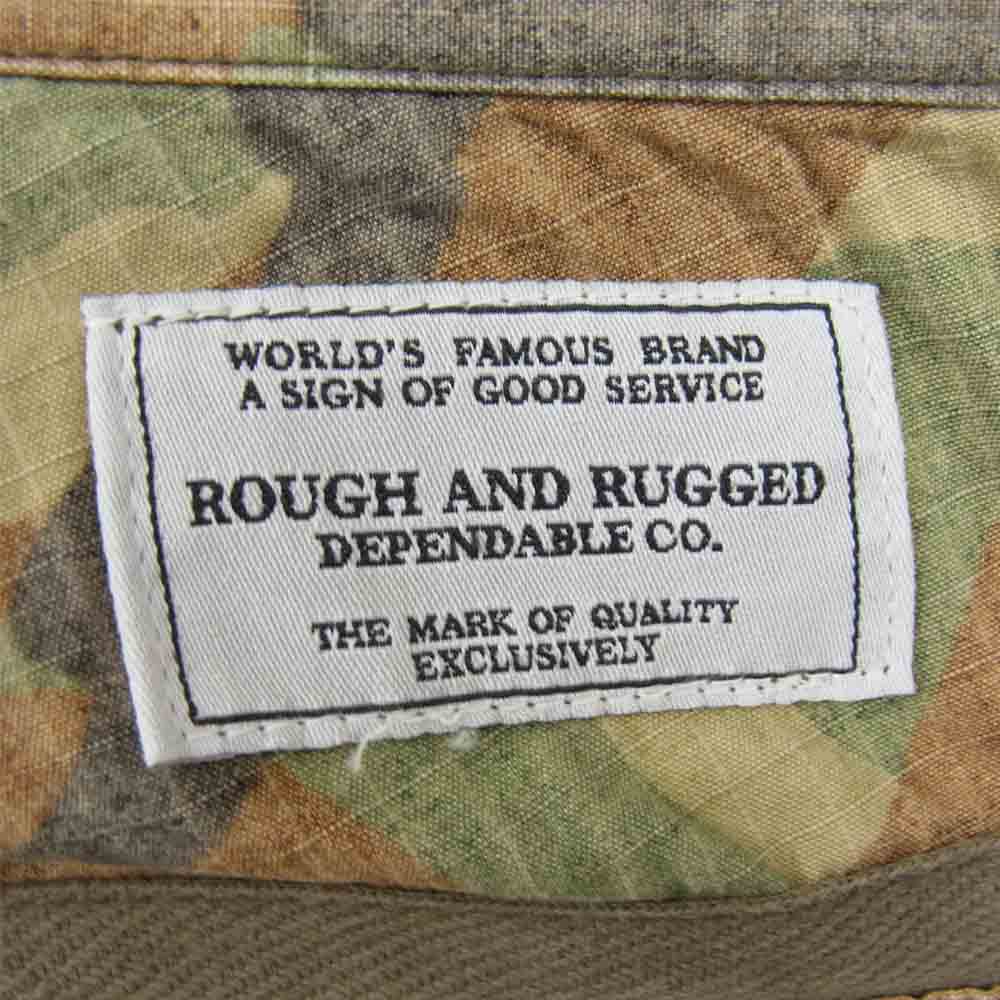 WORLD'S FAMOUS BRAND
A SIGN OF GOOD SERVICE
ROUGH AND RUGGED
DEPENDABLE CO.
THE MARK OF QUALITY
EXCLUSIVELY